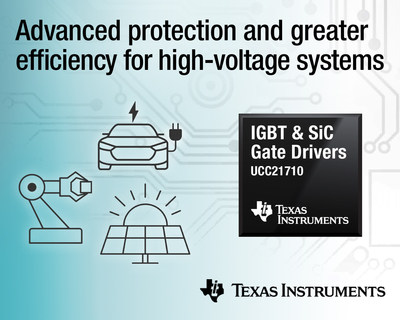 Advanced protection and greater
efficiency for high-voltage systems
IGBT & SiC
Gate Drivers
UCC21710
TEXAS
INSTRUMENTS
TEXAS INSTRUMENTS